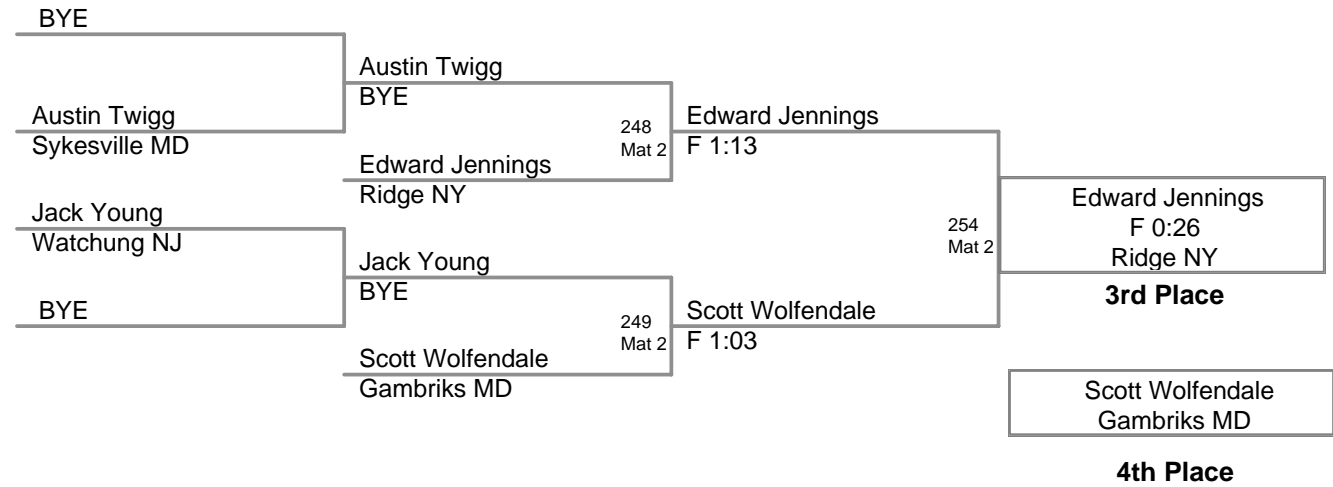 BYE
Austin Twigg
BYE
Austin Twigg
Sykesville MD
248
Mat 2
Edward Jennings
F 1:13
Edward Jennings
Ridge NY
Jack Young
Watchung NJ
254
Mat 2
Edward Jennings
F 0:26
Ridge NY
3rd Place
Jack Young
BYE
BYE
249
Mat 2
Scott Wolfendale
F 1:03
Scott Wolfendale
Gambriks MD
Scott Wolfendale
Gambriks MD
4th Place